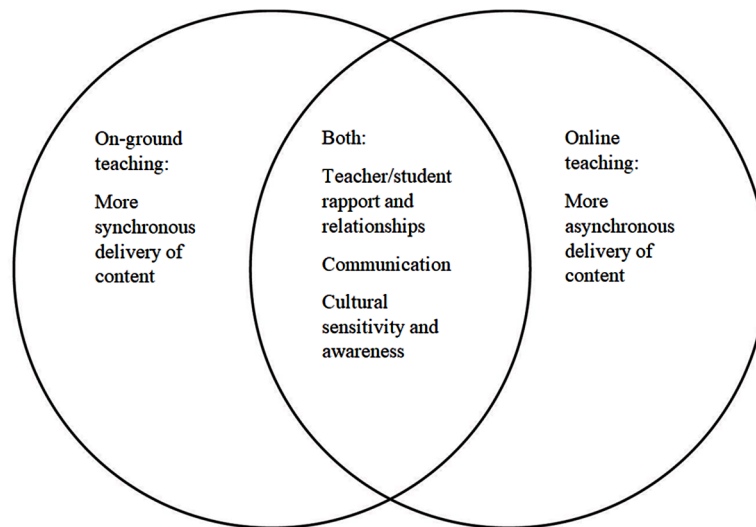 On-ground
teaching:
More
synchronous
delivery of
content
Both:
Teacher/student
rapport and
relationships
Communication
Cultural
sensitivity and
awareness
Online
teaching:
More
asynchronous
delivery of
content